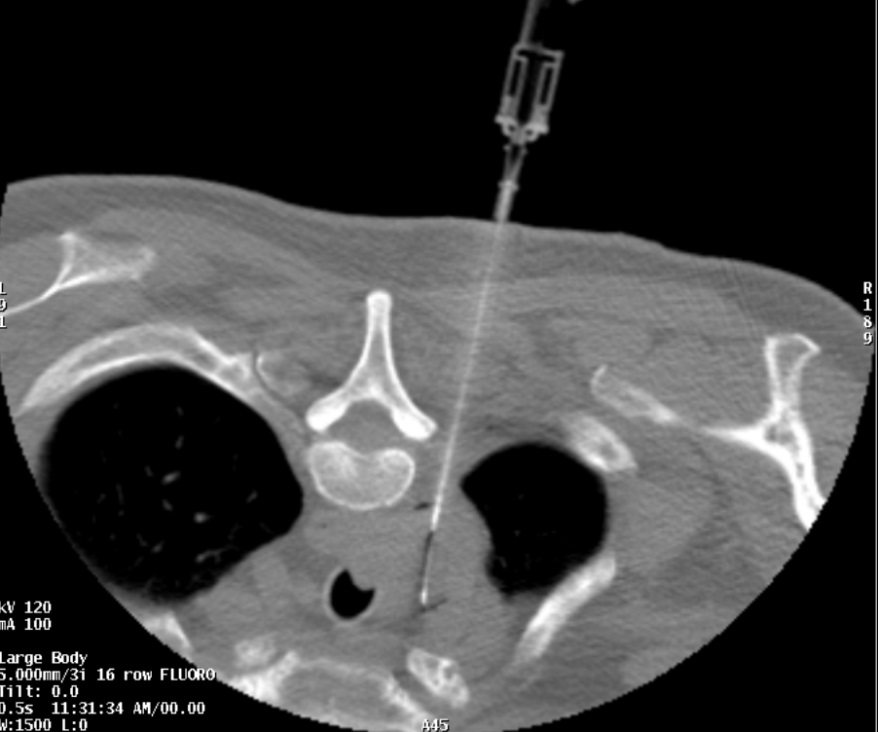 L
9
1
R
1
8
9
kV 120
mA 100
Large Body
5.000mm/3i 16 row FLUORO
Tilt: 0.0
0.5s 11:31:34 AM/00.00
W:1500 L:0
A45